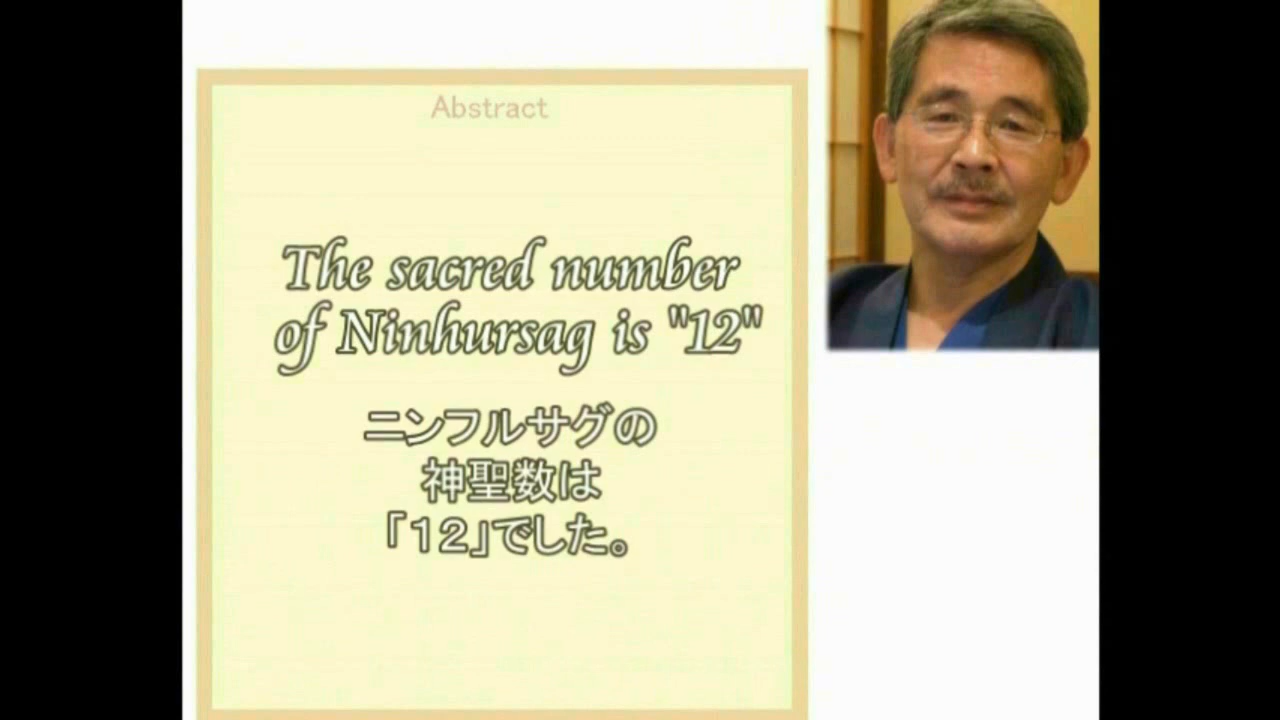 Abstract
The sacred number
of Ninhursag is "12"
ニンフルサグの
神聖数は
「１２」でした。